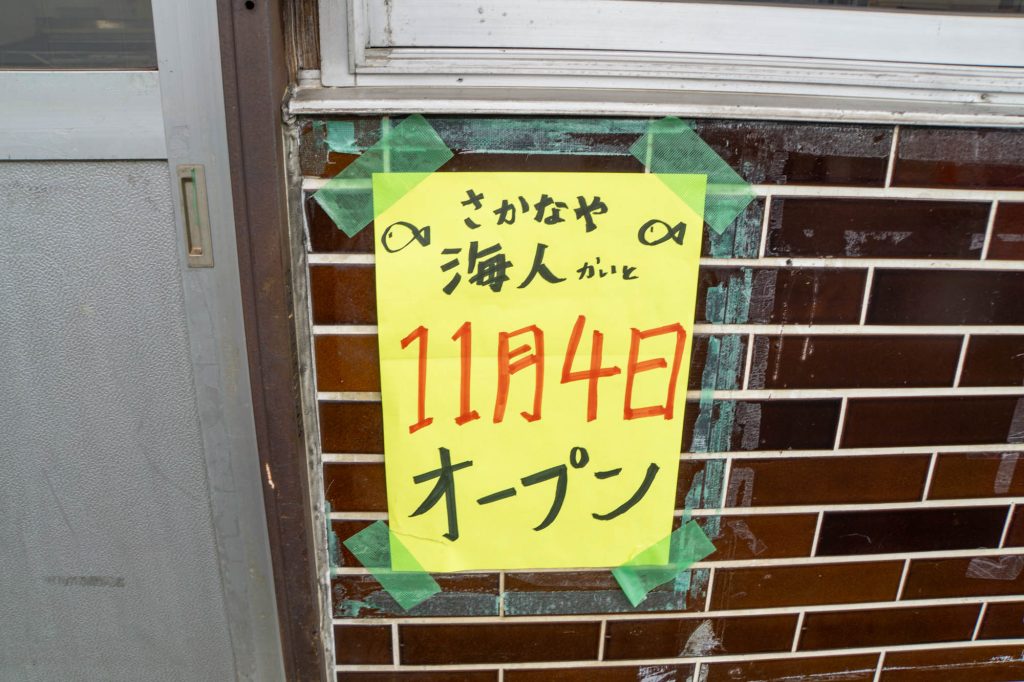 さかなや
海人 かいと
11月4日
オープン